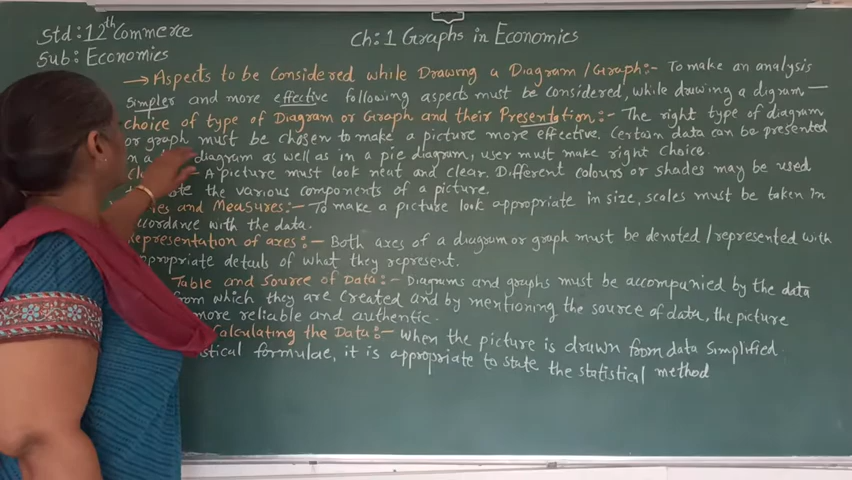 Std: 12th Commerce
Sub: Economics
Ch: 1 Graphs in Economics
→ Aspects to be Considered while Drawing a Diagram/Graph:- To make an analysis
simpler and more effective following aspects must be considered, while drawing a digram —
choice of type of Diagram or Graph and their Presention:- The right type of diagram
or graph must be chosen to make a picture more effective. Certain data can be presented
in a diagram as well as in a pie diagram, user must make right choice.
A picture must look neat and clear. Different colours or shades may be used
the various components of a picture.
and Measures:- To make a picture look appropriate in size, scales must be taken in
accordance with the data.
Representation of axes:- Both axes of a diagram or graph must be denoted/represented with
appropriate details of what they represent.
Table and Source of Data:- Diagrams and graphs must be accompanied by the data
from which they are created and by mentioning the source of data, the picture
more reliable and authentic.
Calculating the Data:- When the picture is drawn from data simplified
formulae, it is appropriate to state the statistical method